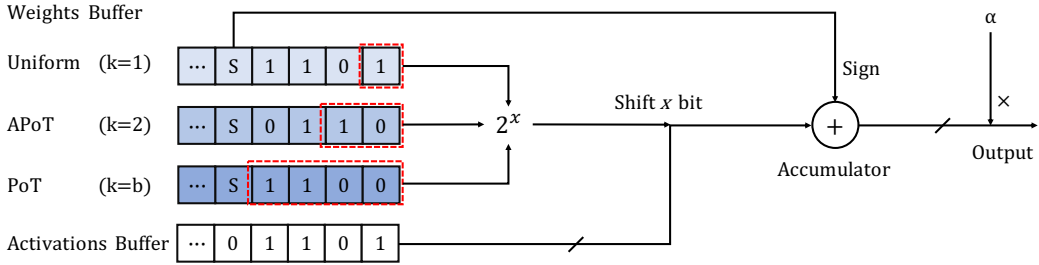 Weights Buffer
α
Uniform (k=1) ... S 1 1 0 1
Sign
×
APoT (k=2) ... S 0 1 1 0
2^x
Shift x bit
+
Accumulator
Output
PoT (k=b) ... S 1 1 0 0
Activations Buffer ... 0 1 1 0 1